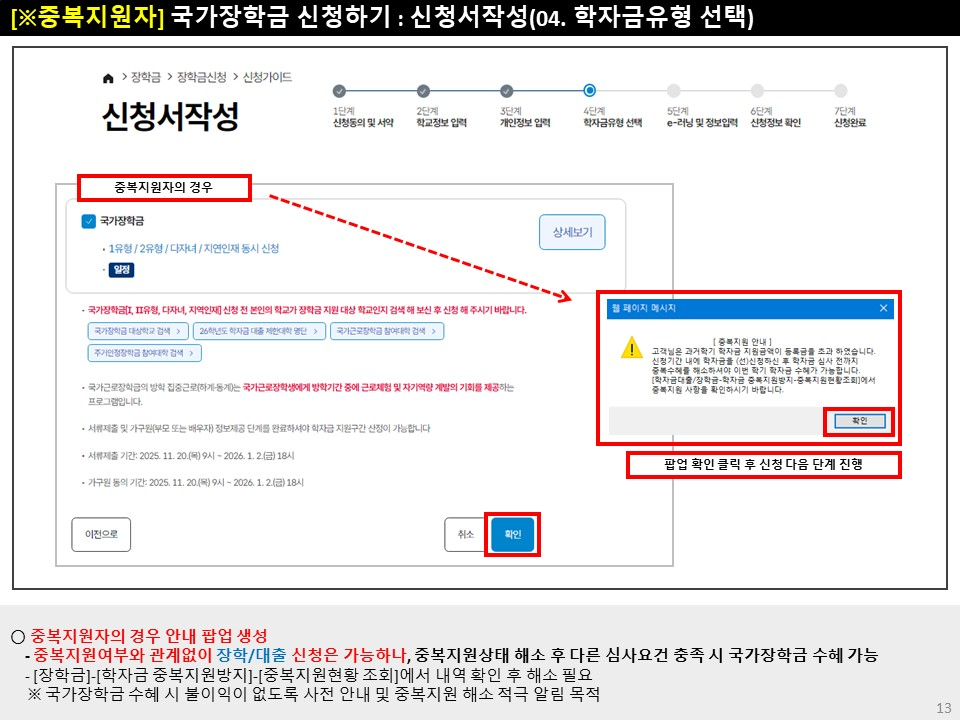 [※중복지원자] 국가장학금 신청하기 : 신청서작성(04. 학자금유형 선택)
> 장학금 > 장학금신청 > 신청가이드
신청서작성
1단계 신청동의 및 서약
2단계 학교정보 입력
3단계 개인정보 입력
4단계 학자금유형 선택
5단계 e-러닝 및 정보입력
6단계 신청정보 확인
7단계 신청완료
중복지원자의 경우
국가장학금
상세보기
· 1유형 / 2유형 / 다자녀 / 지연인재 동시 신청
· 일정
· 국가장학금[I, II유형, 다자녀, 지역인재] 신청 전 본인의 학교가 장학금 지원 대상 학교인지 검색 해 보신 후 신청 해 주시기 바랍니다.
국가장학금 대상학교 검색 > 26학년도 학자금 대출 제한대학 명단 > 국가근로장학금 참여대학 검색 >
주거안정장학금 참여대학 검색 >
· 국가근로장학금의 방학 집중근로(하계·동계)는 국가근로장학생에게 방학기간 중에 근로체험 및 자기역량 개발의 기회를 제공하는
프로그램입니다.
· 서류제출 및 가구원(부모 또는 배우자) 정보제공 단계를 완료하셔야 학자금 지원구간 산정이 가능합니다
· 서류제출 기간: 2025. 11. 20.(목) 9시 ~ 2026. 1. 2.(금) 18시
· 가구원 동의 기간: 2025. 11. 20.(목) 9시 ~ 2026. 1. 2.(금) 18시
이전으로
취소
확인
웹 페이지 메시지
[ 중복지원 안내 ]
고객님은 과거학기 학자금 지원금액이 등록금을 초과 하였습니다.
신청기간 내에 학자금을 (선)신청하신 후 학자금 심사 전까지
중복수혜를 해소하셔야 이번 학기 학자금 수혜가 가능합니다.
[학자금대출/장학금-학자금 중복지원방지-중복지원현황조회]에서
중복지원 사항을 확인하시기 바랍니다.
확인
팝업 확인 클릭 후 신청 다음 단계 진행
○ 중복지원자의 경우 안내 팝업 생성
- 중복지원여부와 관계없이 장학/대출 신청은 가능하나, 중복지원상태 해소 후 다른 심사요건 충족 시 국가장학금 수혜 가능
- [장학금]-[학자금 중복지원방지]-[중복지원현황 조회]에서 내역 확인 후 해소 필요
※ 국가장학금 수혜 시 불이익이 없도록 사전 안내 및 중복지원 해소 적극 알림 목적
13